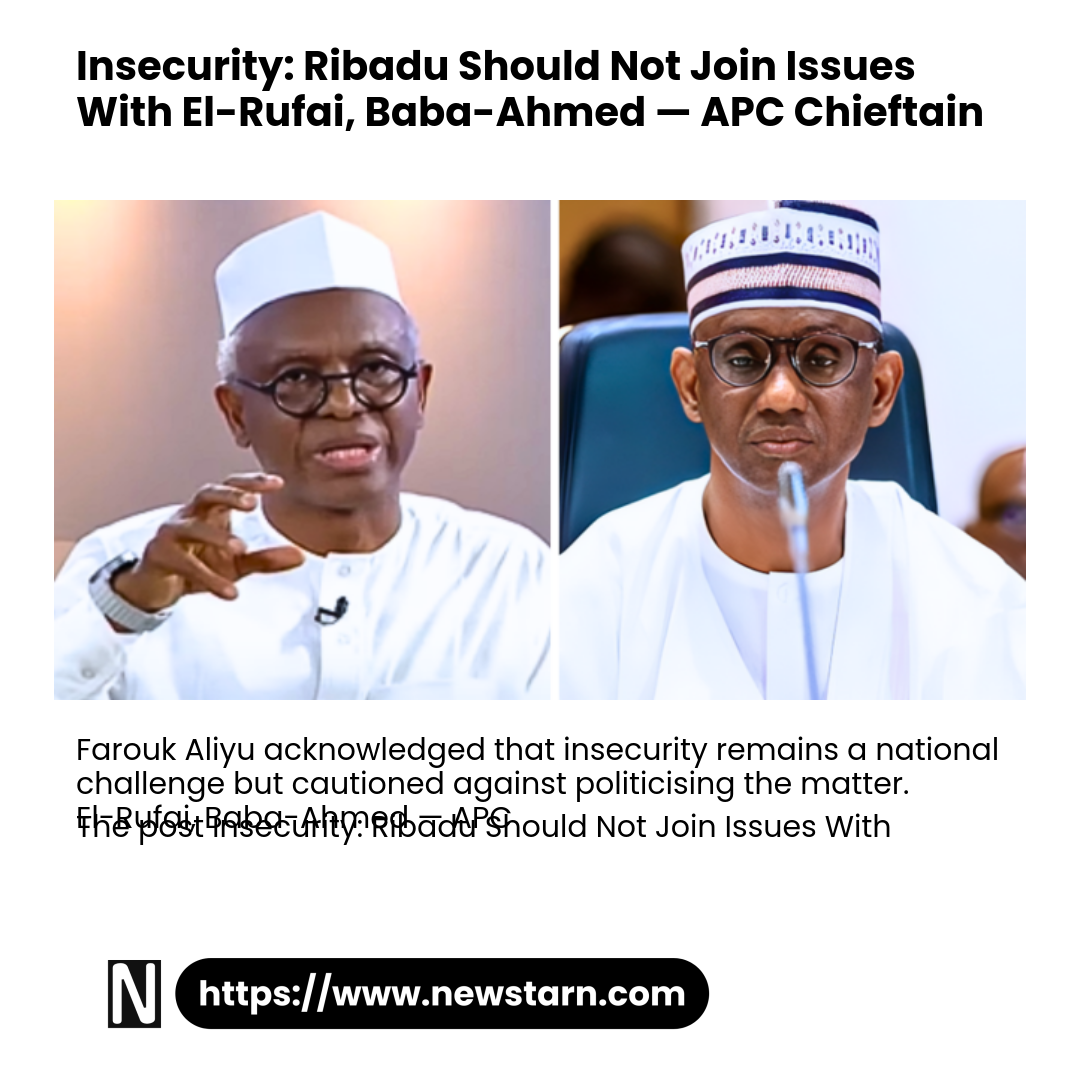 Insecurity: Ribadu Should Not Join Issues
With El-Rufai, Baba-Ahmed — APC Chieftain
Farouk Aliyu acknowledged that insecurity remains a national
challenge but cautioned against politicising the matter.
The post Insecurity: Ribadu Should Not Join Issues With
El-Rufai, Baba-Ahmed — APC
N
https://www.newstarn.com